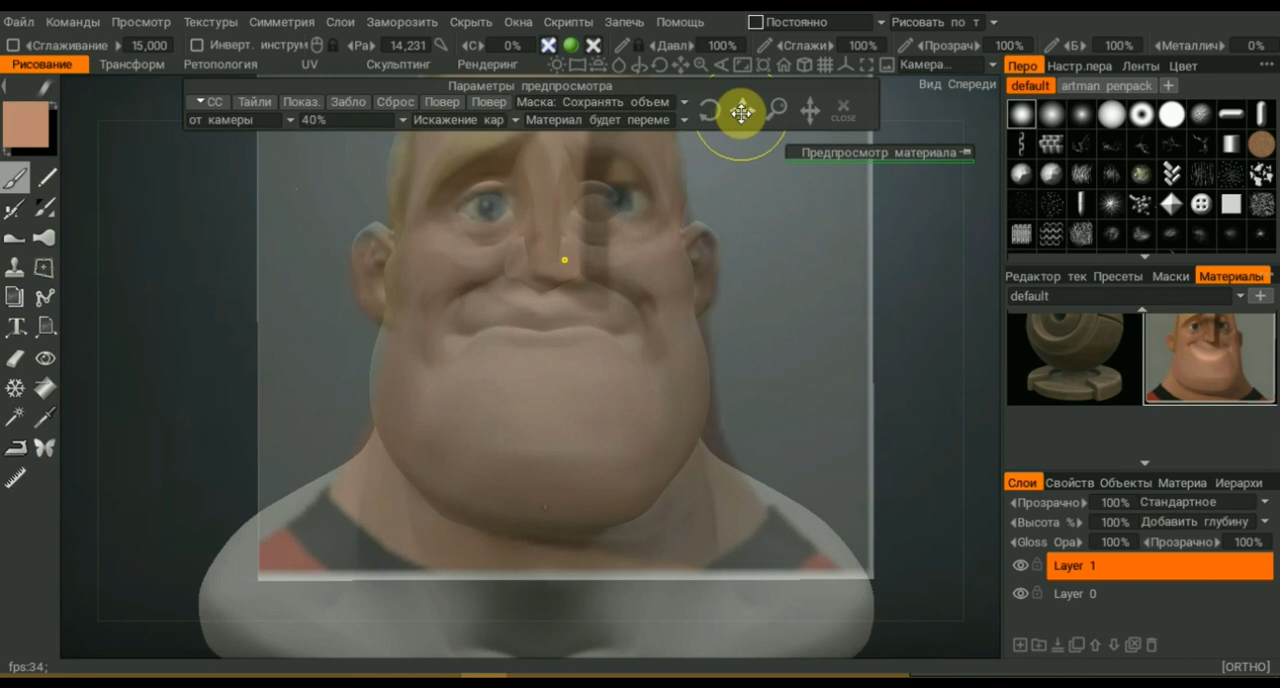 Файл Команды Просмотр Текстуры Симметрия Слои Заморозить Скрыть Окна Скрипты Запечь Помощь Постоянно Рисовать по т
Сглаживание 15,000 Инверт. инструм Ра 14,231 С 0% Давл 100% Сглажи 100% Прозрач 100% Б 100% Металлич 0%
Рисование Трансформ Ретопология UV Скульптинг Рендеринг Камера... Перо Настр.пера Ленты Цвет
Параметры предпросмотра Вид Спереди default artman penpack
СС Тайли Показ. Забло Сброс Повер Повер Маска: Сохранять объем
CLOSE
от камеры 40% Искажение кар Материал будет переме
Предпросмотр материала
Редактор тек Пресеты Маски Материалы
default
Слои Свойств Объекты Материа Иерархи
Прозрачно 100% Стандартное
Высота % 100% Добавить глубину
Gloss Opa 100% Прозрачно 100%
Layer 1
Layer 0
fps:34; [ORTHO]